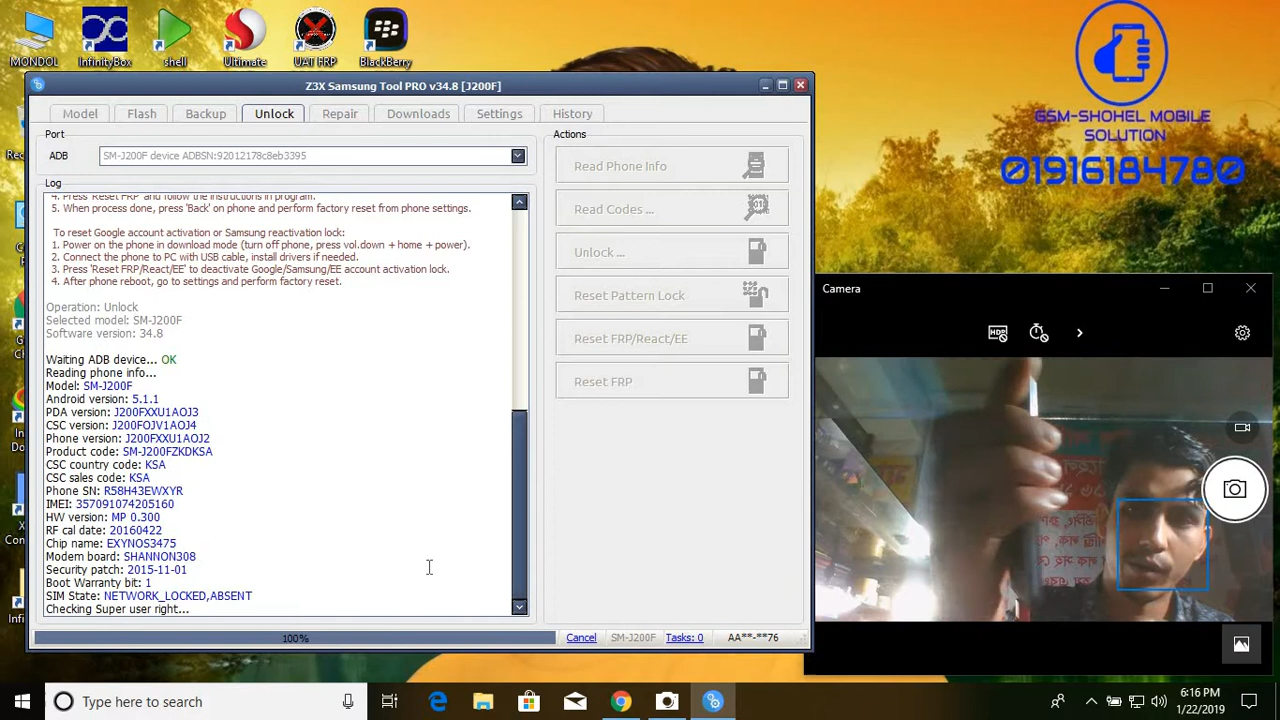 MONDOL
InfinityBox
shell
Ultimate
UAT FRP
BlackBerry
GSM-SHOHEL MOBILE
SOLUTION
01916184780
Z3X Samsung Tool PRO v34.8 [J200F]
Model
Flash
Backup
Unlock
Repair
Downloads
Settings
History
Port
ADB
SM-J200F device ADBSN:92012178c8eb3395
Log
4. Press 'Reset FRP' and follow the instructions in program.
5. When process done, press 'Back' on phone and perform factory reset from phone settings.
To reset Google account activation or Samsung reactivation lock:
1. Power on the phone in download mode (turn off phone, press vol.down + home + power).
2. Connect the phone to PC with USB cable, install drivers if needed.
3. Press 'Reset FRP/React/EE' to deactivate Google/Samsung/EE account activation lock.
4. After phone reboot, go to settings and perform factory reset.
Operation: Unlock
Selected model: SM-J200F
Software version: 34.8
Waiting ADB device... OK
Reading phone info...
Model: SM-J200F
Android version: 5.1.1
PDA version: J200FXXU1AOJ3
CSC version: J200FOJV1AOJ4
Phone version: J200FXXU1AOJ2
Product code: SM-J200FZKDKSA
CSC country code: KSA
CSC sales code: KSA
Phone SN: R58H43EWXYR
IMEI: 357091074205160
HW version: MP 0.300
RF cal date: 20160422
Chip name: EXYNOS3475
Modem board: SHANNON308
Security patch: 2015-11-01
Boot Warranty bit: 1
SIM State: NETWORK_LOCKED,ABSENT
Checking Super user right...
Actions
Read Phone Info
Read Codes ...
Unlock ...
Reset Pattern Lock
Reset FRP/React/EE
Reset FRP
100%
Cancel
SM-J200F
Tasks: 0
AA**-**76
Camera
Type here to search
6:16 PM
1/22/2019